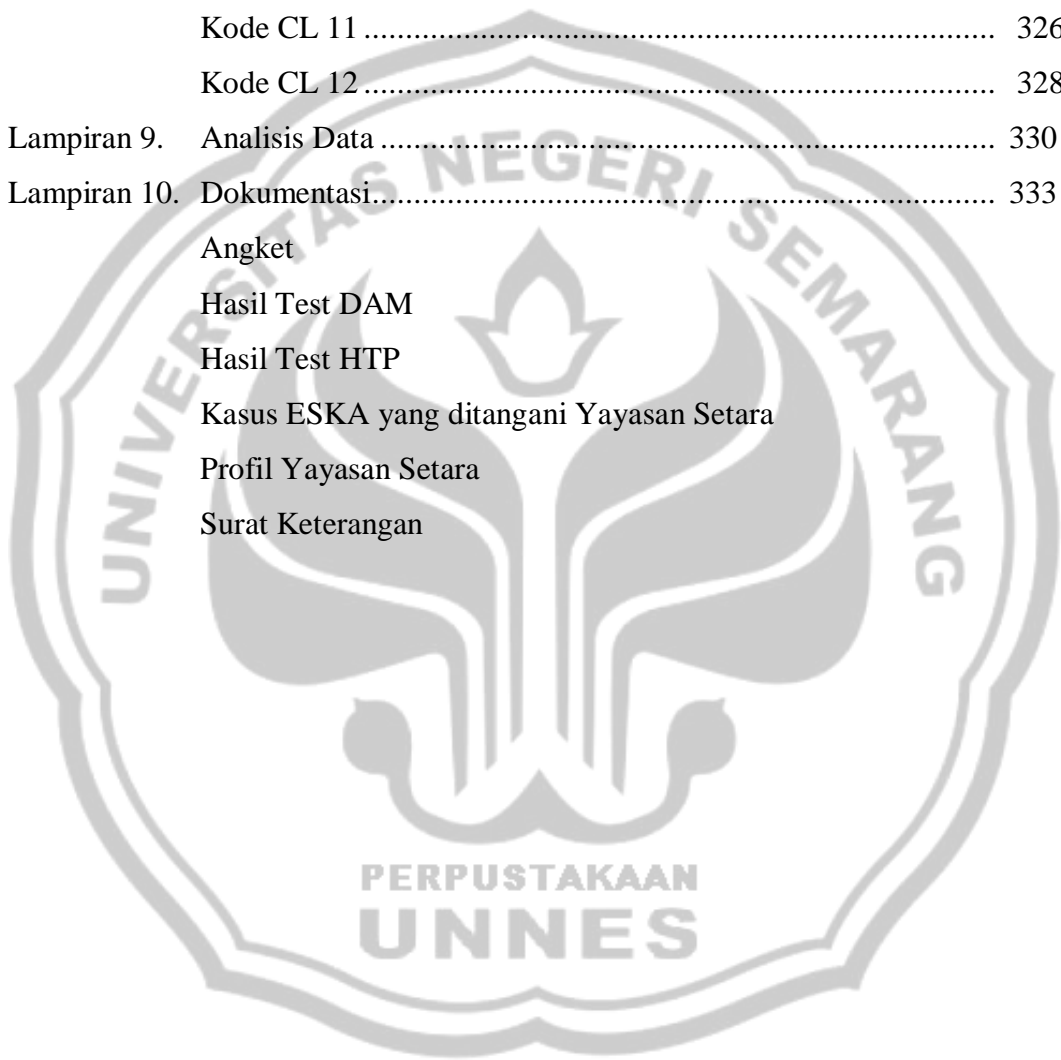 Kode CL 11 ............................................................................................... 326
Kode CL 12 ............................................................................................... 328
Lampiran 9. Analisis Data ............................................................................................ 330
Lampiran 10. Dokumentasi............................................................................................. 333
Angket
Hasil Test DAM
Hasil Test HTP
Kasus ESKA yang ditangani Yayasan Setara
Profil Yayasan Setara
Surat Keterangan
UNIVERSITAS NEGERI SEMARANG
PERPUSTAKAAN
UNNES